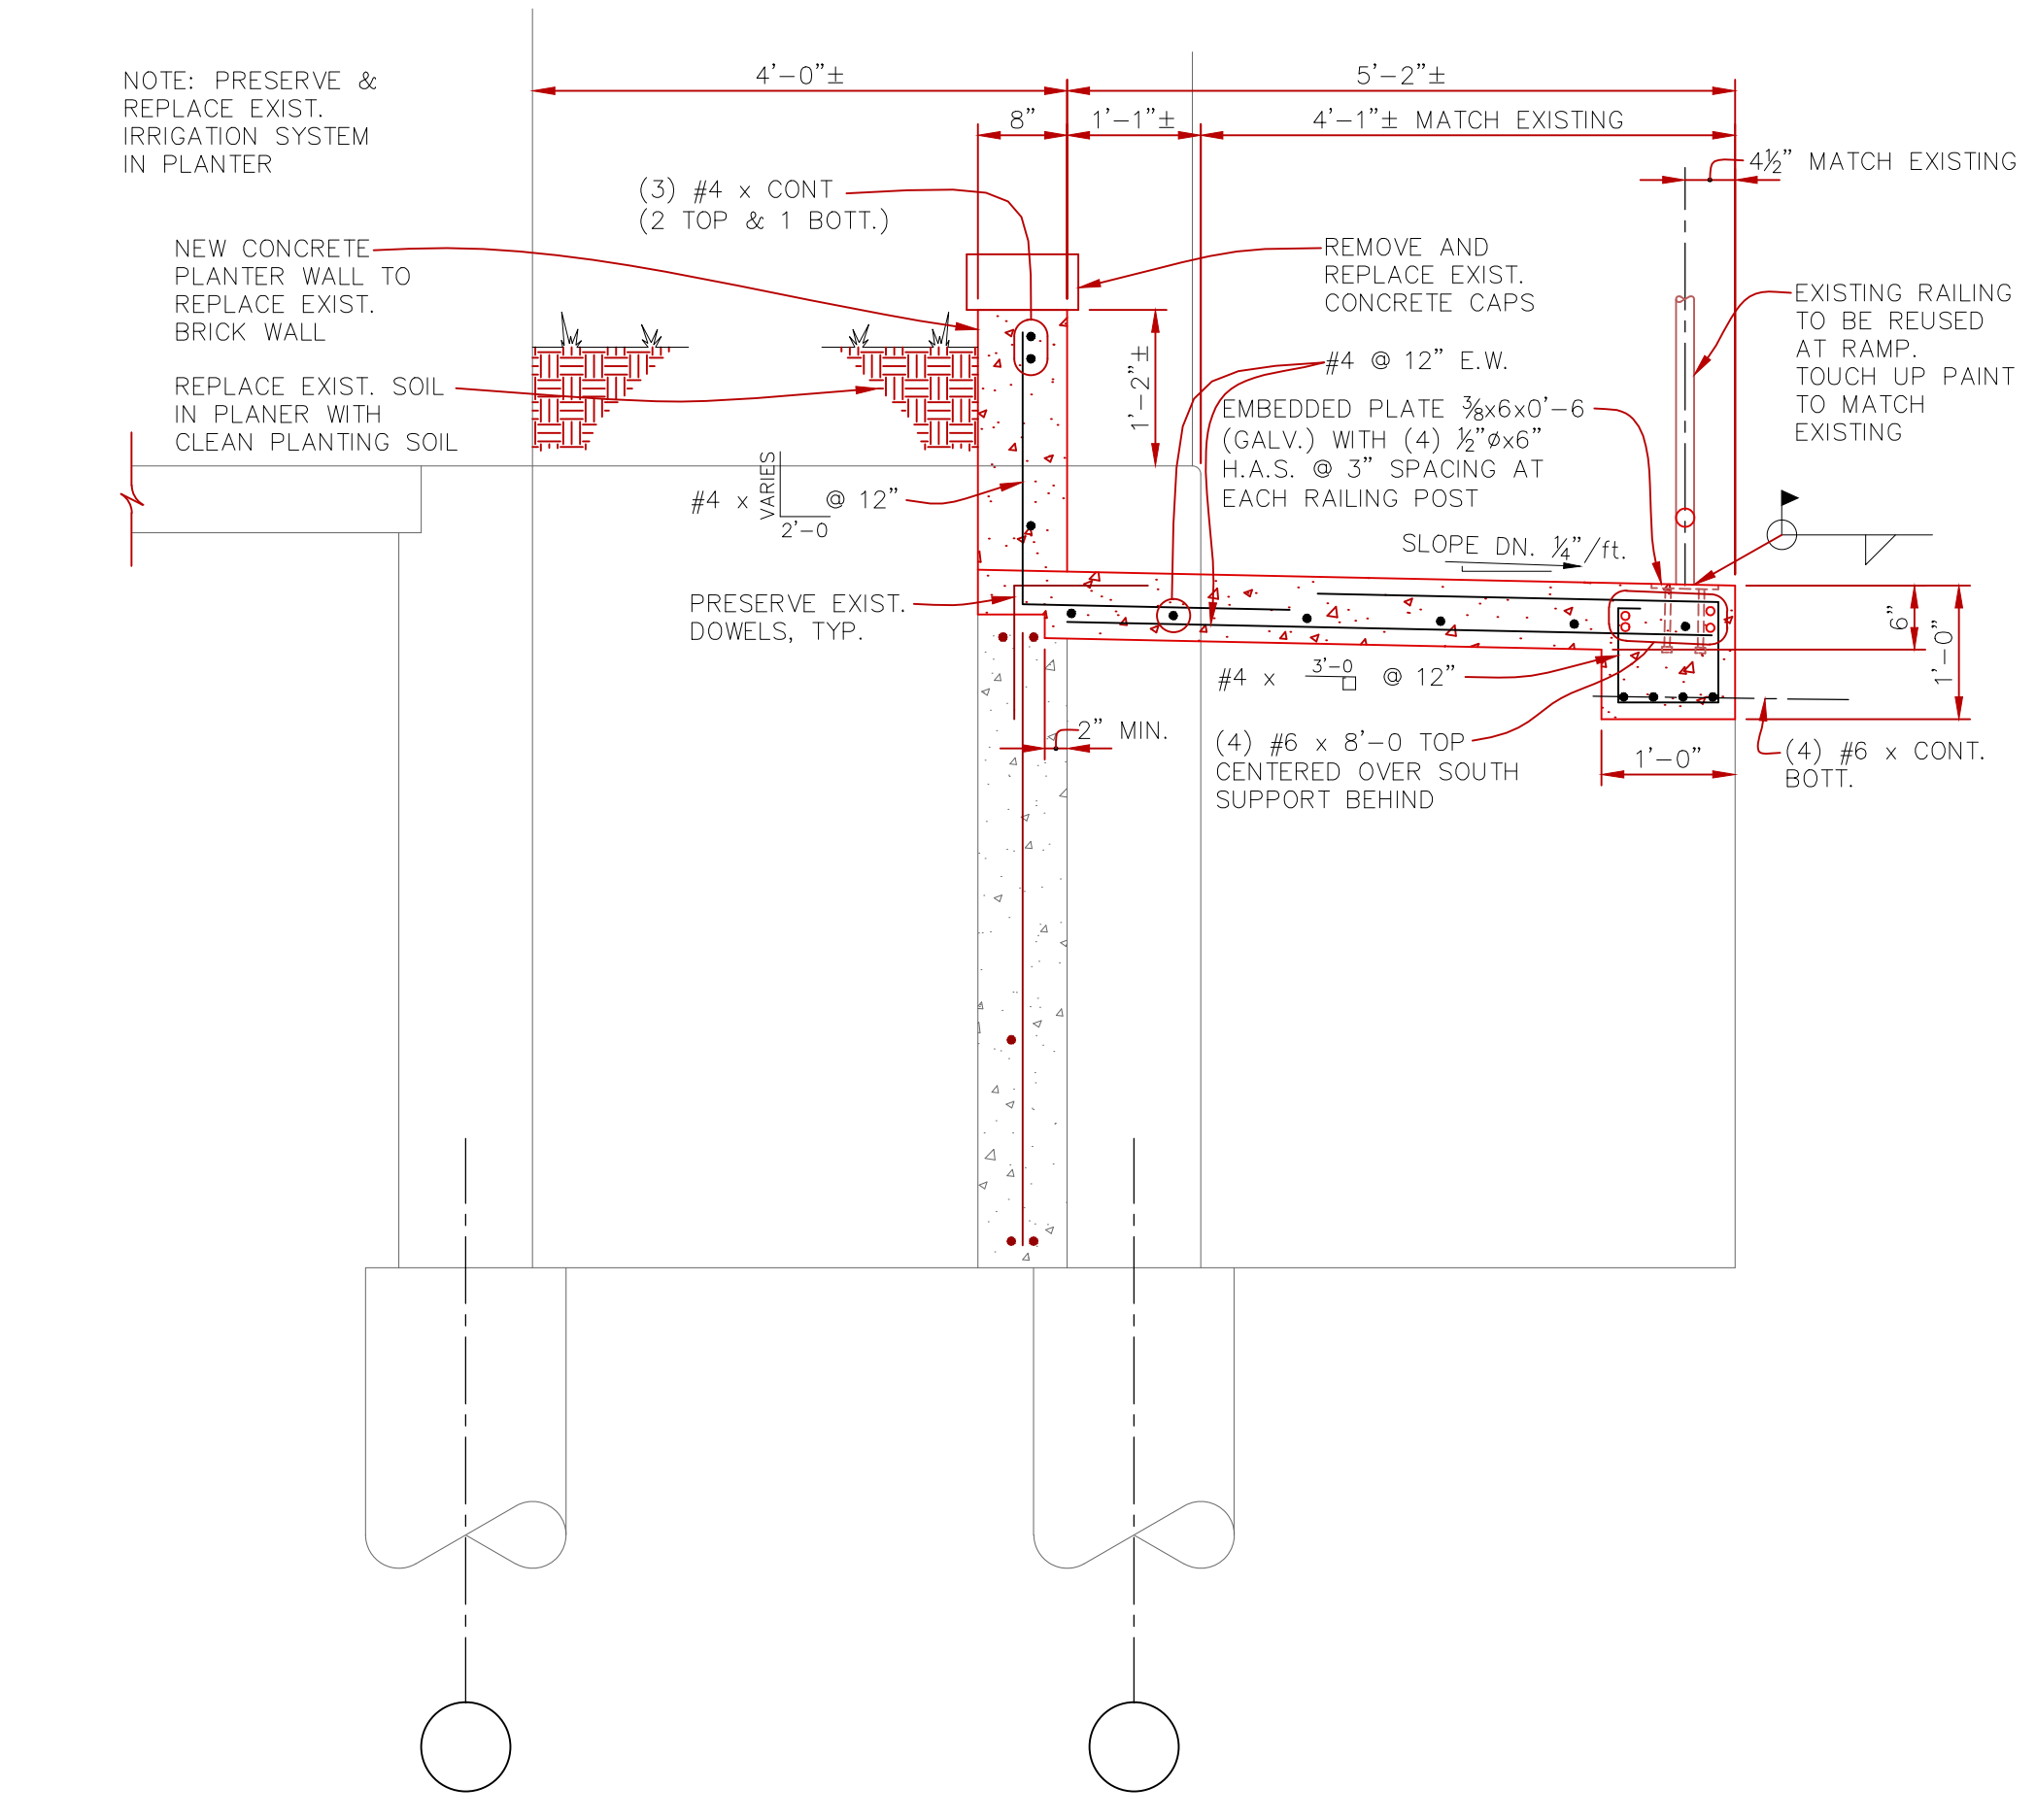 4'-0"±
5'-2"±
8"
1'-1"±
4'-1"± MATCH EXISTING
4½" MATCH EXISTING
NOTE: PRESERVE &
REPLACE EXIST.
IRRIGATION SYSTEM
IN PLANTER
(3) #4 x CONT
(2 TOP & 1 BOTT.)
NEW CONCRETE
PLANTER WALL TO
REPLACE EXIST.
BRICK WALL
REMOVE AND
REPLACE EXIST.
CONCRETE CAPS
EXISTING RAILING
TO BE REUSED
AT RAMP.
TOUCH UP PAINT
TO MATCH
EXISTING
REPLACE EXIST. SOIL
IN PLANER WITH
CLEAN PLANTING SOIL
1'-2"±
#4 @ 12" E.W.
EMBEDDED PLATE ⅜x6x0'-6
(GALV.) WITH (4) ½"øx6"
H.A.S. @ 3" SPACING AT
EACH RAILING POST
#4 x VARIES 2'-0 @ 12"
SLOPE DN. ¼"/ft.
PRESERVE EXIST.
DOWELS, TYP.
6"
1'-0"
#4 x 3'-0 @ 12"
2" MIN.
(4) #6 x 8'-0 TOP
CENTERED OVER SOUTH
SUPPORT BEHIND
1'-0"
(4) #6 x CONT.
BOTT.